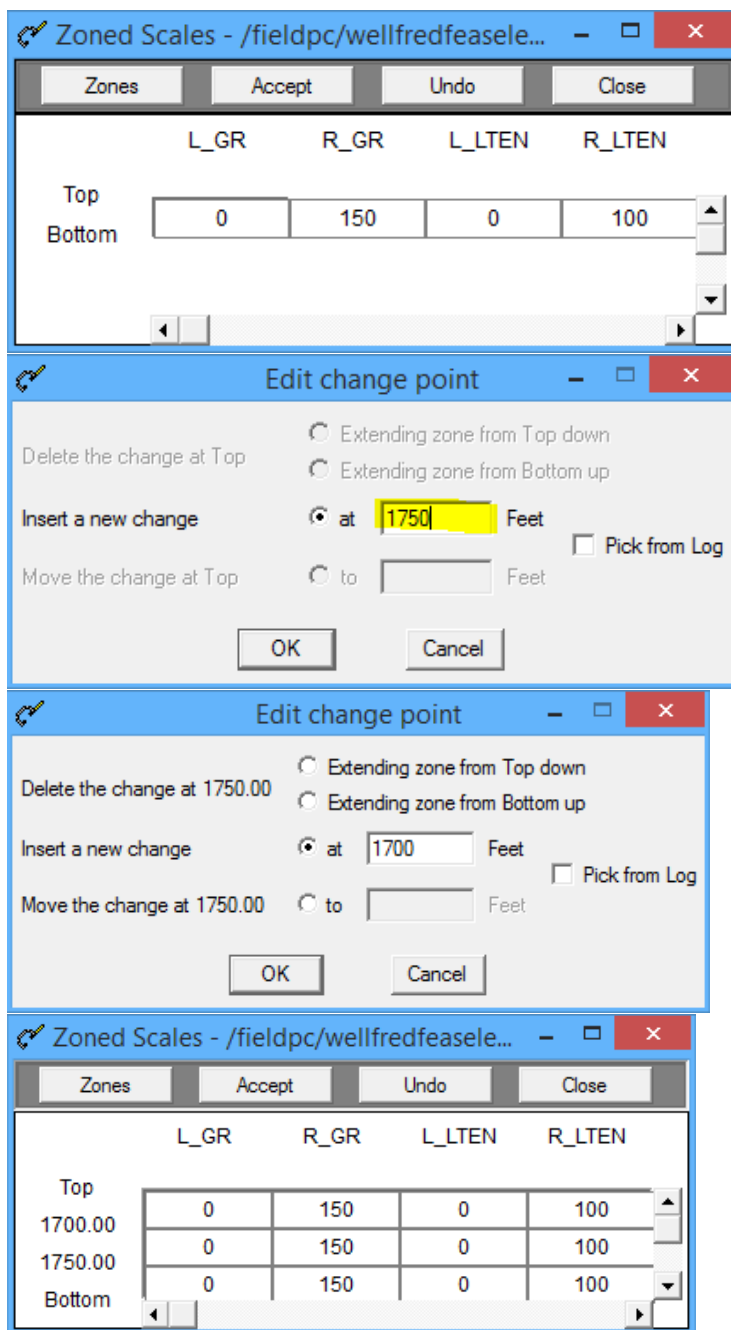 Zoned Scales - /fieldpc/wellfredfeasele...
Zones Accept Undo Close
L_GR R_GR L_LTEN R_LTEN
Top
0 150 0 100
Bottom
Edit change point
Extending zone from Top down
Delete the change at Top
Extending zone from Bottom up
Insert a new change at 1750 Feet
Pick from Log
Move the change at Top to Feet
OK Cancel
Edit change point
Extending zone from Top down
Delete the change at 1750.00
Extending zone from Bottom up
Insert a new change at 1700 Feet
Pick from Log
Move the change at 1750.00 to Feet
OK Cancel
Zoned Scales - /fieldpc/wellfredfeasele...
Zones Accept Undo Close
L_GR R_GR L_LTEN R_LTEN
Top
0 150 0 100
1700.00
0 150 0 100
1750.00
0 150 0 100
Bottom